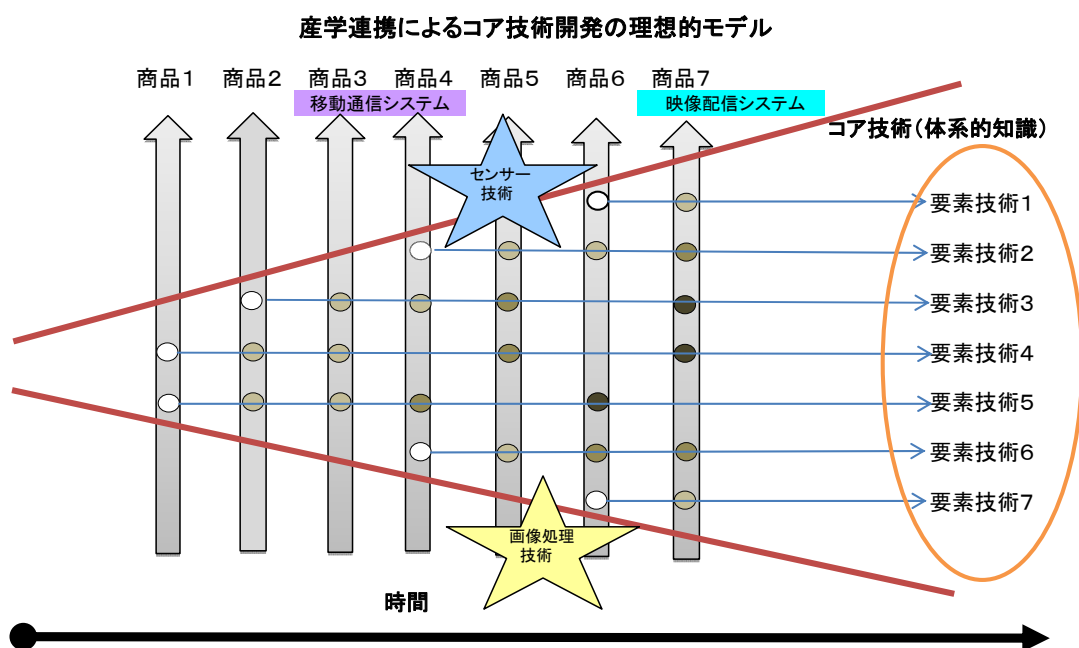 産学連携によるコア技術開発の理想的モデル
商品1 商品2 商品3 商品4 商品5 商品6 商品7
移動通信システム
映像配信システム
コア技術(体系的知識)
センサー
技術
要素技術1
要素技術2
要素技術3
要素技術4
要素技術5
要素技術6
要素技術7
画像処理
技術
時間